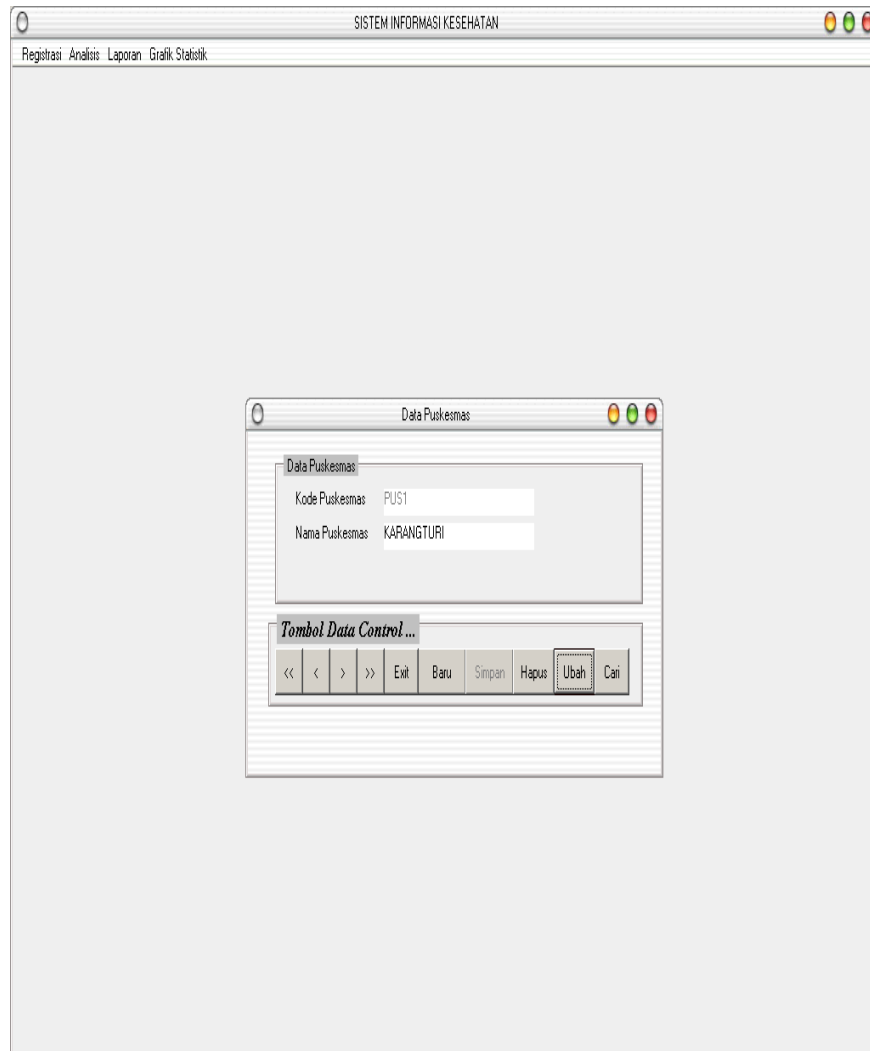 SISTEM INFORMASI KESEHATAN
Registrasi Analisis Laporan Grafik Statistik
Data Puskesmas
Data Puskesmas
Kode Puskesmas PUS1
Nama Puskesmas KARANGTURI
Tombol Data Control ...
<< < > >> Exit Baru Simpan Hapus Ubah Cari